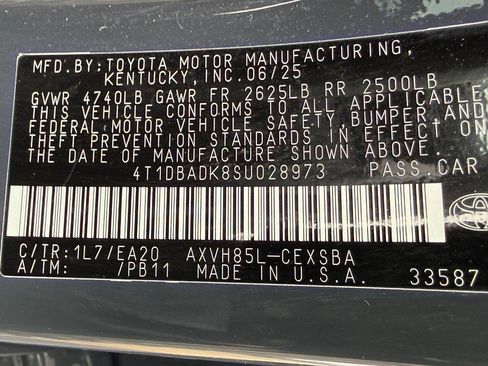 MFD.BY:TOYOTA MOTOR MANUFACTURING,
KENTUCKY, INC. 06/25
GVWR 4740LB GAWR FR 2625LB RR 2500LB
THIS VEHICLE CONFORMS TO ALL APPLICABLE
FEDERAL MOTOR VEHICLE SAFETY, BUMPER, AND
THEFT PREVENTION STANDARDS IN EFFECT ON
THE DATE OF MANUFACTURE SHOWN ABOVE.
4T1DBADK8SU028973 PASS.CAR
C/TR:1L7/EA20 AXVH85L-CEXSBA
A/TM: /PB11 MADE IN U.S.A. 33587